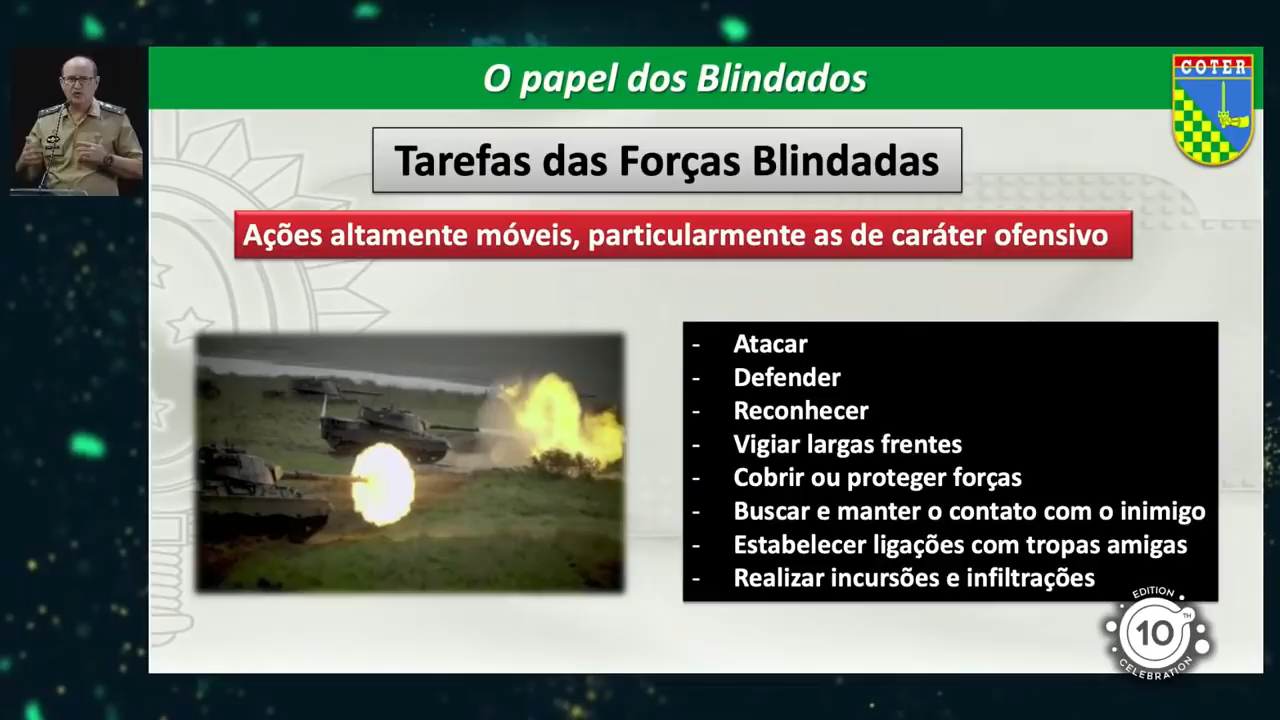 O papel dos Blindados
COTER
Tarefas das Forças Blindadas
Ações altamente móveis, particularmente as de caráter ofensivo
- Atacar
- Defender
- Reconhecer
- Vigiar largas frentes
- Cobrir ou proteger forças
- Buscar e manter o contato com o inimigo
- Estabelecer ligações com tropas amigas
- Realizar incursões e infiltrações
EDITION
10TH
CELEBRATION